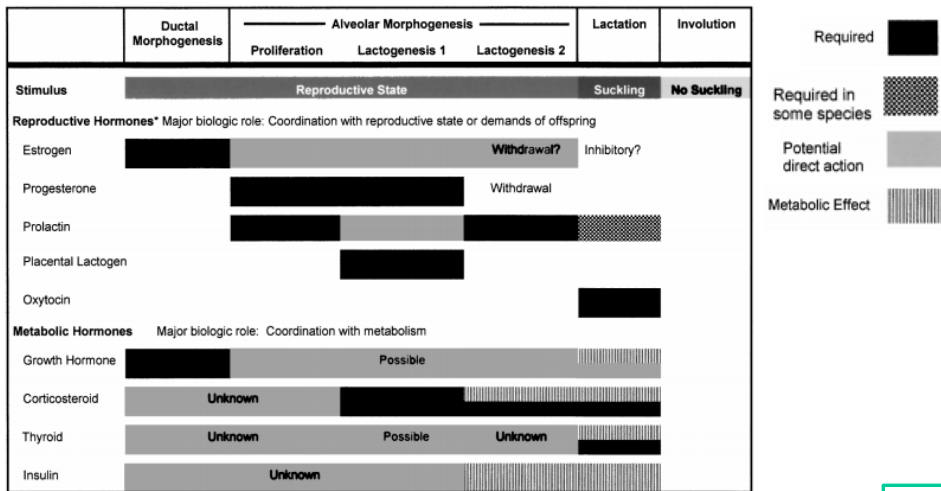 Ductal Morphogenesis
Alveolar Morphogenesis
Lactation
Involution
Proliferation
Lactogenesis 1
Lactogenesis 2
Stimulus
Reproductive State
Suckling
No Suckling
Reproductive Hormones* Major biologic role: Coordination with reproductive state or demands of offspring
Estrogen
Withdrawal?
Inhibitory?
Progesterone
Withdrawal
Prolactin
Placental Lactogen
Oxytocin
Metabolic Hormones Major biologic role: Coordination with metabolism
Growth Hormone
Possible
Corticosteroid
Unknown
Thyroid
Unknown
Possible
Unknown
Insulin
Unknown
Required
Required in
some species
Potential
direct action
Metabolic Effect